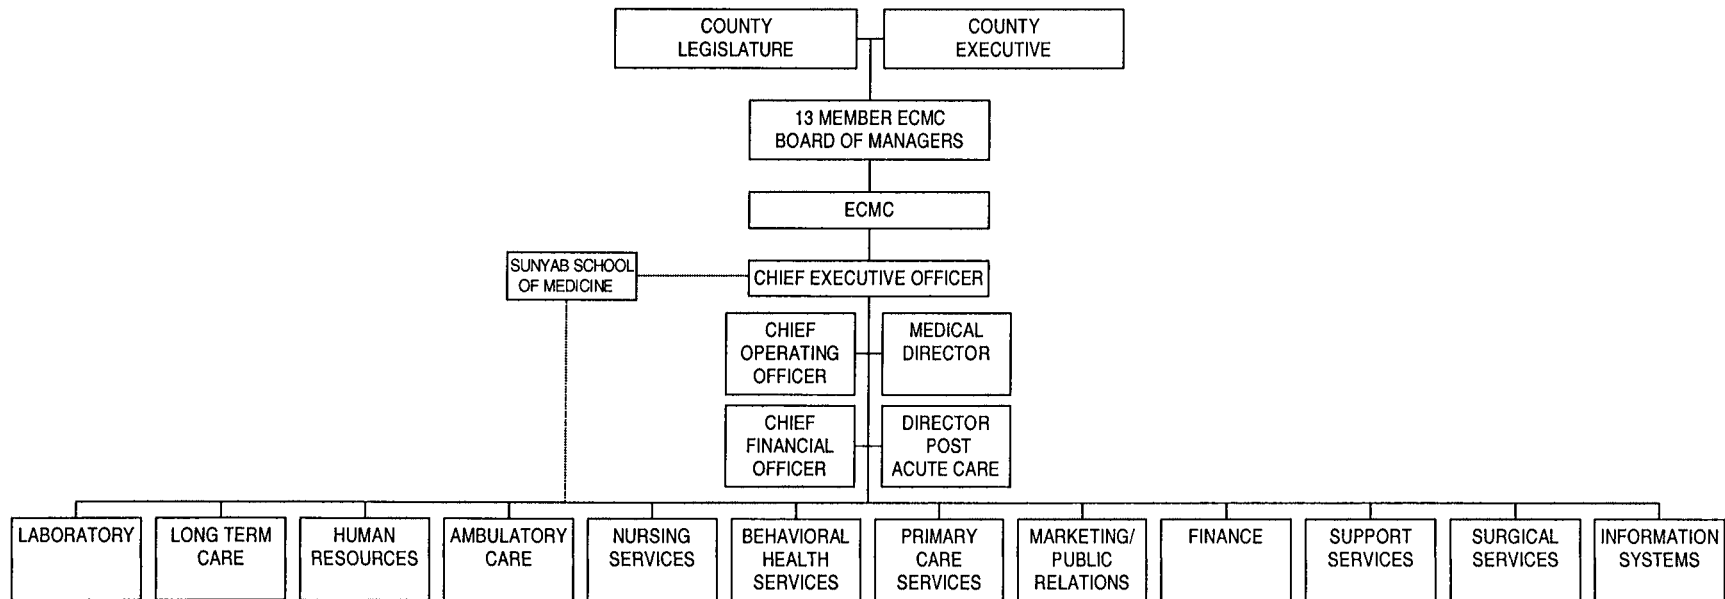 COUNTY
LEGISLATURE
COUNTY
EXECUTIVE
13 MEMBER ECMC
BOARD OF MANAGERS
ECMC
SUNYAB SCHOOL
OF MEDICINE
CHIEF EXECUTIVE OFFICER
CHIEF
OPERATING
OFFICER
MEDICAL
DIRECTOR
CHIEF
FINANCIAL
OFFICER
DIRECTOR
POST
ACUTE CARE
LABORATORY
LONG TERM
CARE
HUMAN
RESOURCES
AMBULATORY
CARE
NURSING
SERVICES
BEHAVIORAL
HEALTH
SERVICES
PRIMARY
CARE
SERVICES
MARKETING/
PUBLIC
RELATIONS
FINANCE
SUPPORT
SERVICES
SURGICAL
SERVICES
INFORMATION
SYSTEMS